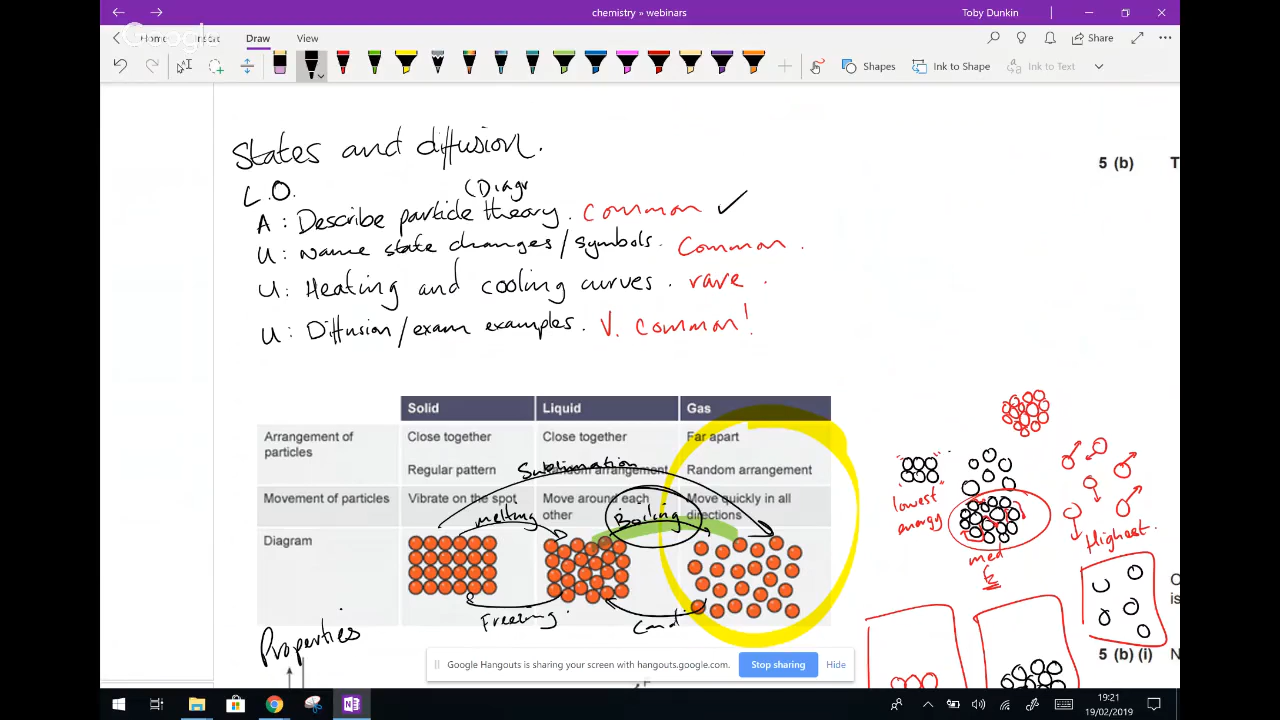 chemistry » webinars
Toby Dunkin
Google
Home
Insert
Draw
View
Share
Shapes
Ink to Shape
Ink to Text
States and diffusion.
L.O.
(Diagr
A: Describe particle theory. common ✓
U: Name state changes/symbols. Common.
U: Heating and cooling curves. rare.
U: Diffusion/exam examples. V. common!
5 (b) T
Solid Liquid Gas
Arrangement of particles
Close together
Close together
Far apart
Regular pattern
Sublimation
Random arrangement
Random arrangement
Movement of particles
Vibrate on the spot
Move around each other
Move quickly in all directions
melting
Boiling
Diagram
Freezing.
Cond
Properties
"lowest"
energy
med
E
Highest.
5 (b) (i) N
Google Hangouts is sharing your screen with hangouts.google.com.
Stop sharing
Hide
19:21
19/02/2019